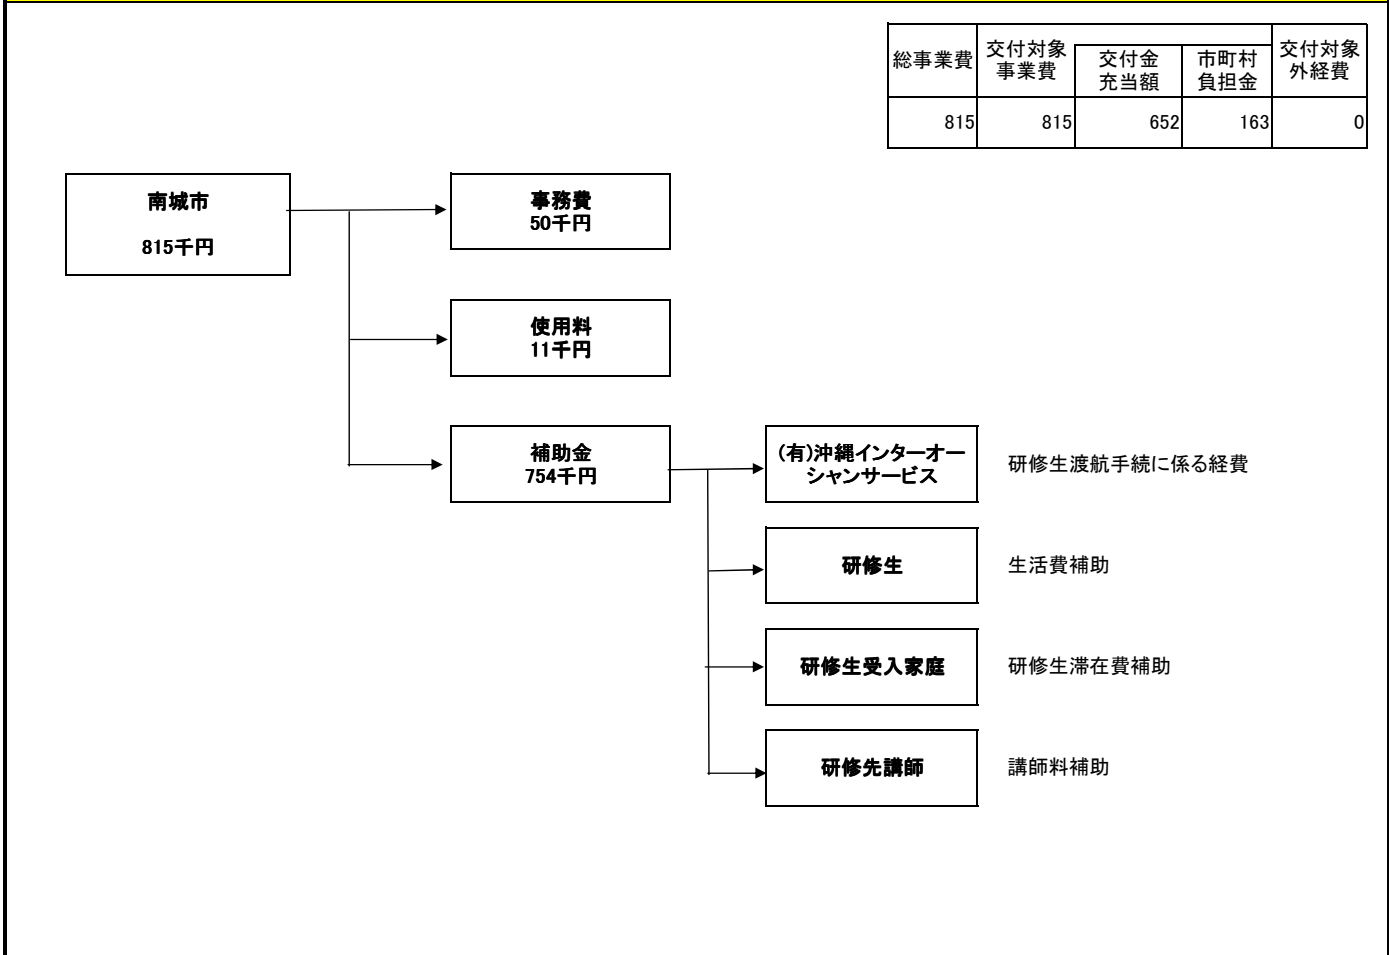 総事業費
交付対象
事業費
交付金
充当額
市町村
負担金
交付対象
外経費
815
815
652
163
0
南城市
815千円
事務費
50千円
使用料
11千円
補助金
754千円
(有)沖縄インターオー
シャンサービス
研修生渡航手続に係る経費
研修生
生活費補助
研修生受入家庭
研修生滞在費補助
研修先講師
講師料補助